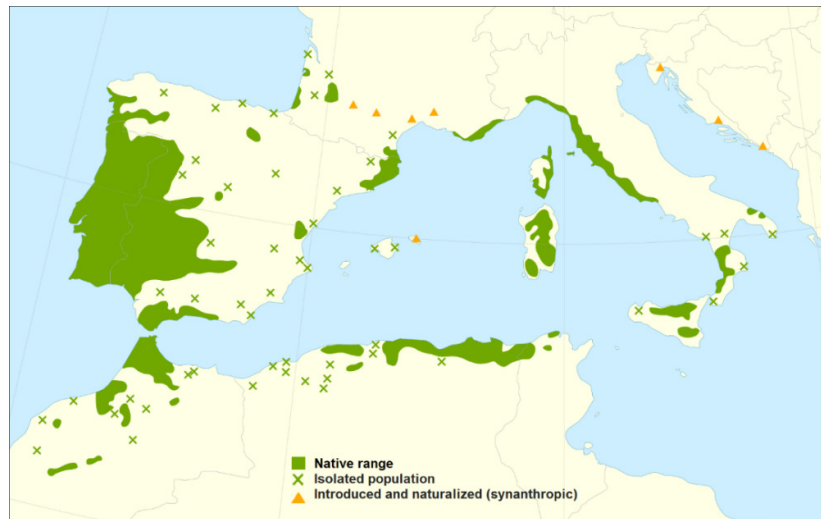 Native range
Isolated population
Introduced and naturalized (synanthropic)